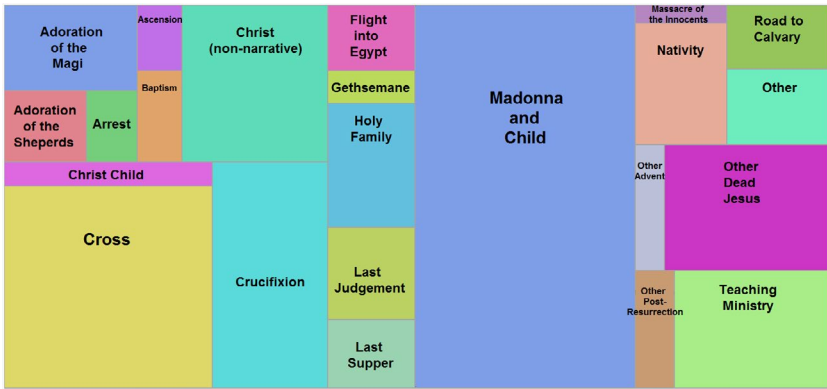 Adoration
of the
Magi
Ascension
Christ
(non-narrative)
Baptism
Adoration
of the
Sheperds
Arrest
Christ Child
Cross
Crucifixion
Flight
into
Egypt
Gethsemane
Holy
Family
Last
Judgement
Last
Supper
Madonna
and
Child
Massacre of
the Innocents
Nativity
Road to
Calvary
Other
Other
Advent
Other
Dead
Jesus
Other
Post-
Resurrection
Teaching
Ministry